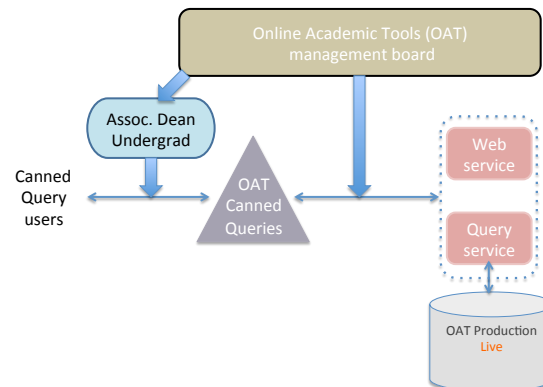 Online Academic Tools (OAT)
management board
Assoc. Dean
Undergrad
Canned
Query
users
OAT
Canned
Queries
Web
service
Query
service
OAT Production
Live